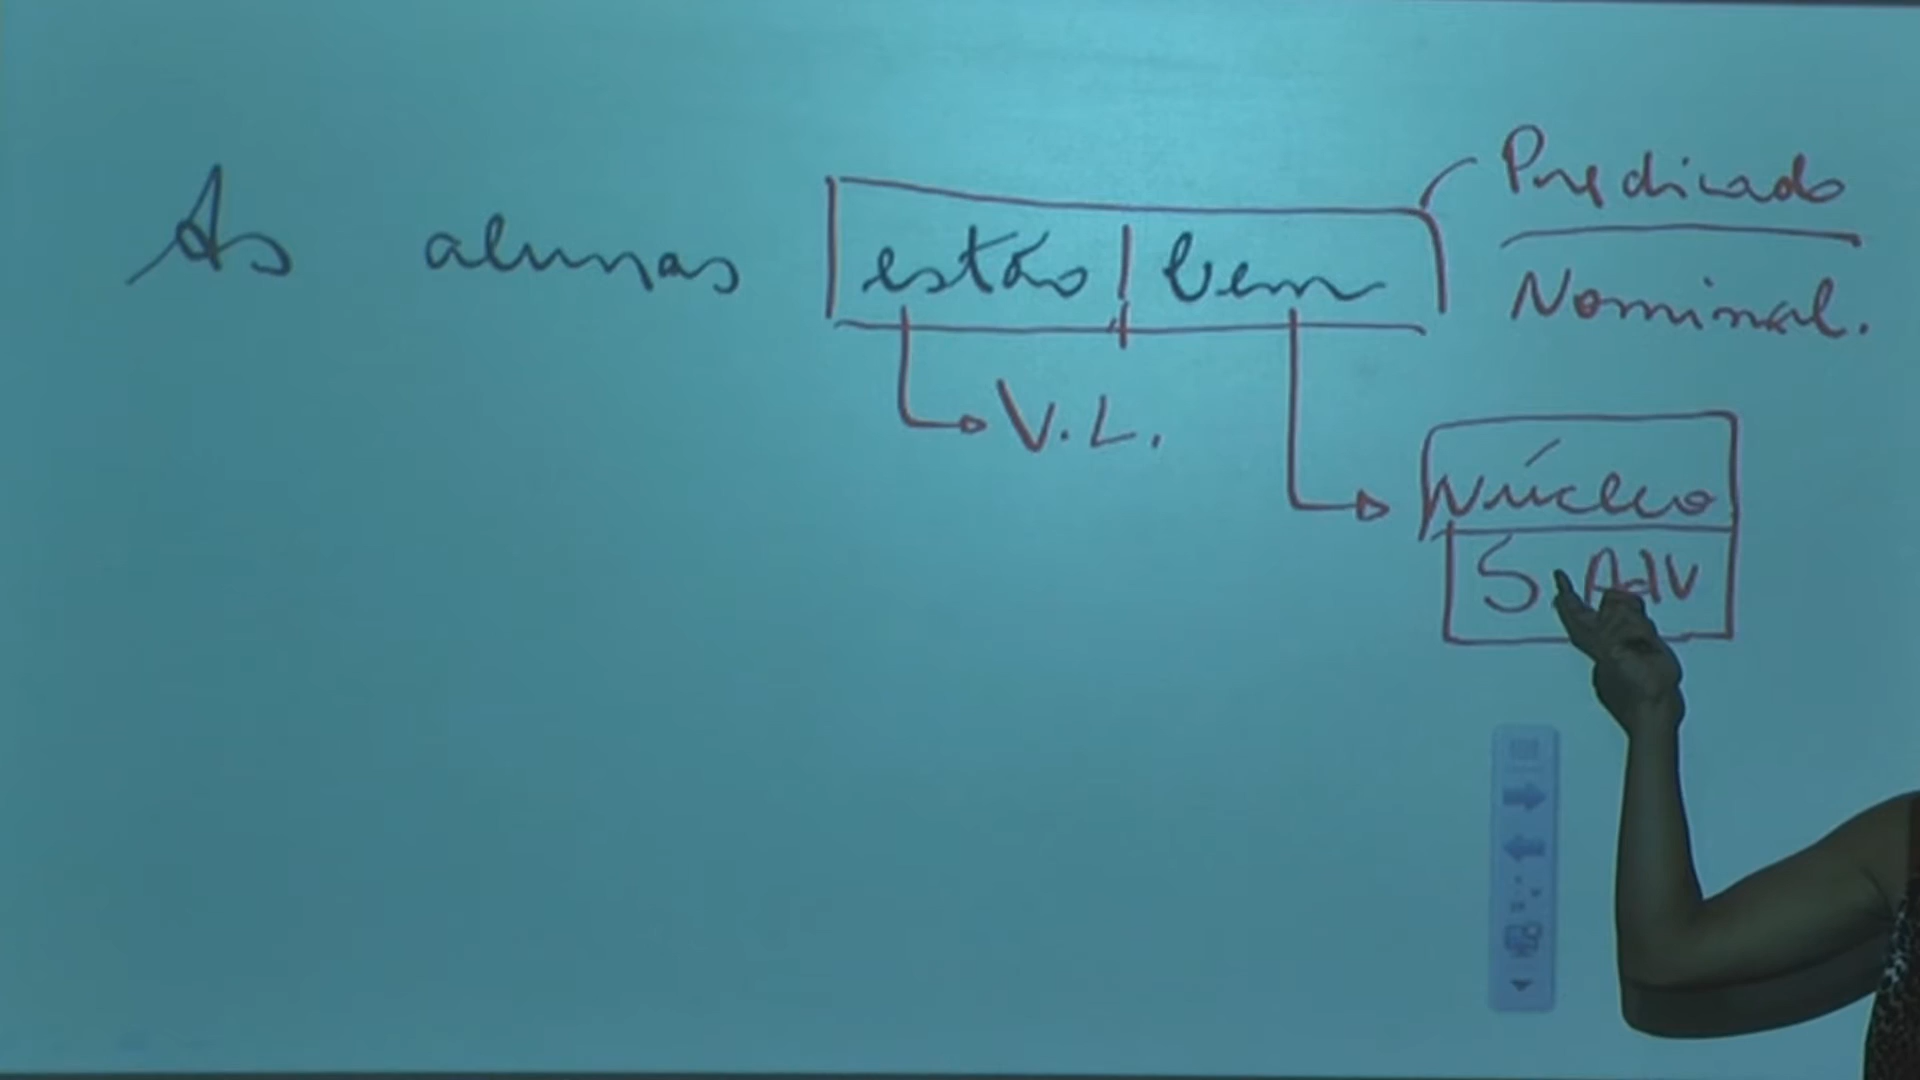 As alunas estão bem
Predicado
Nominal.
V.L.
Núcleo
S. Adv